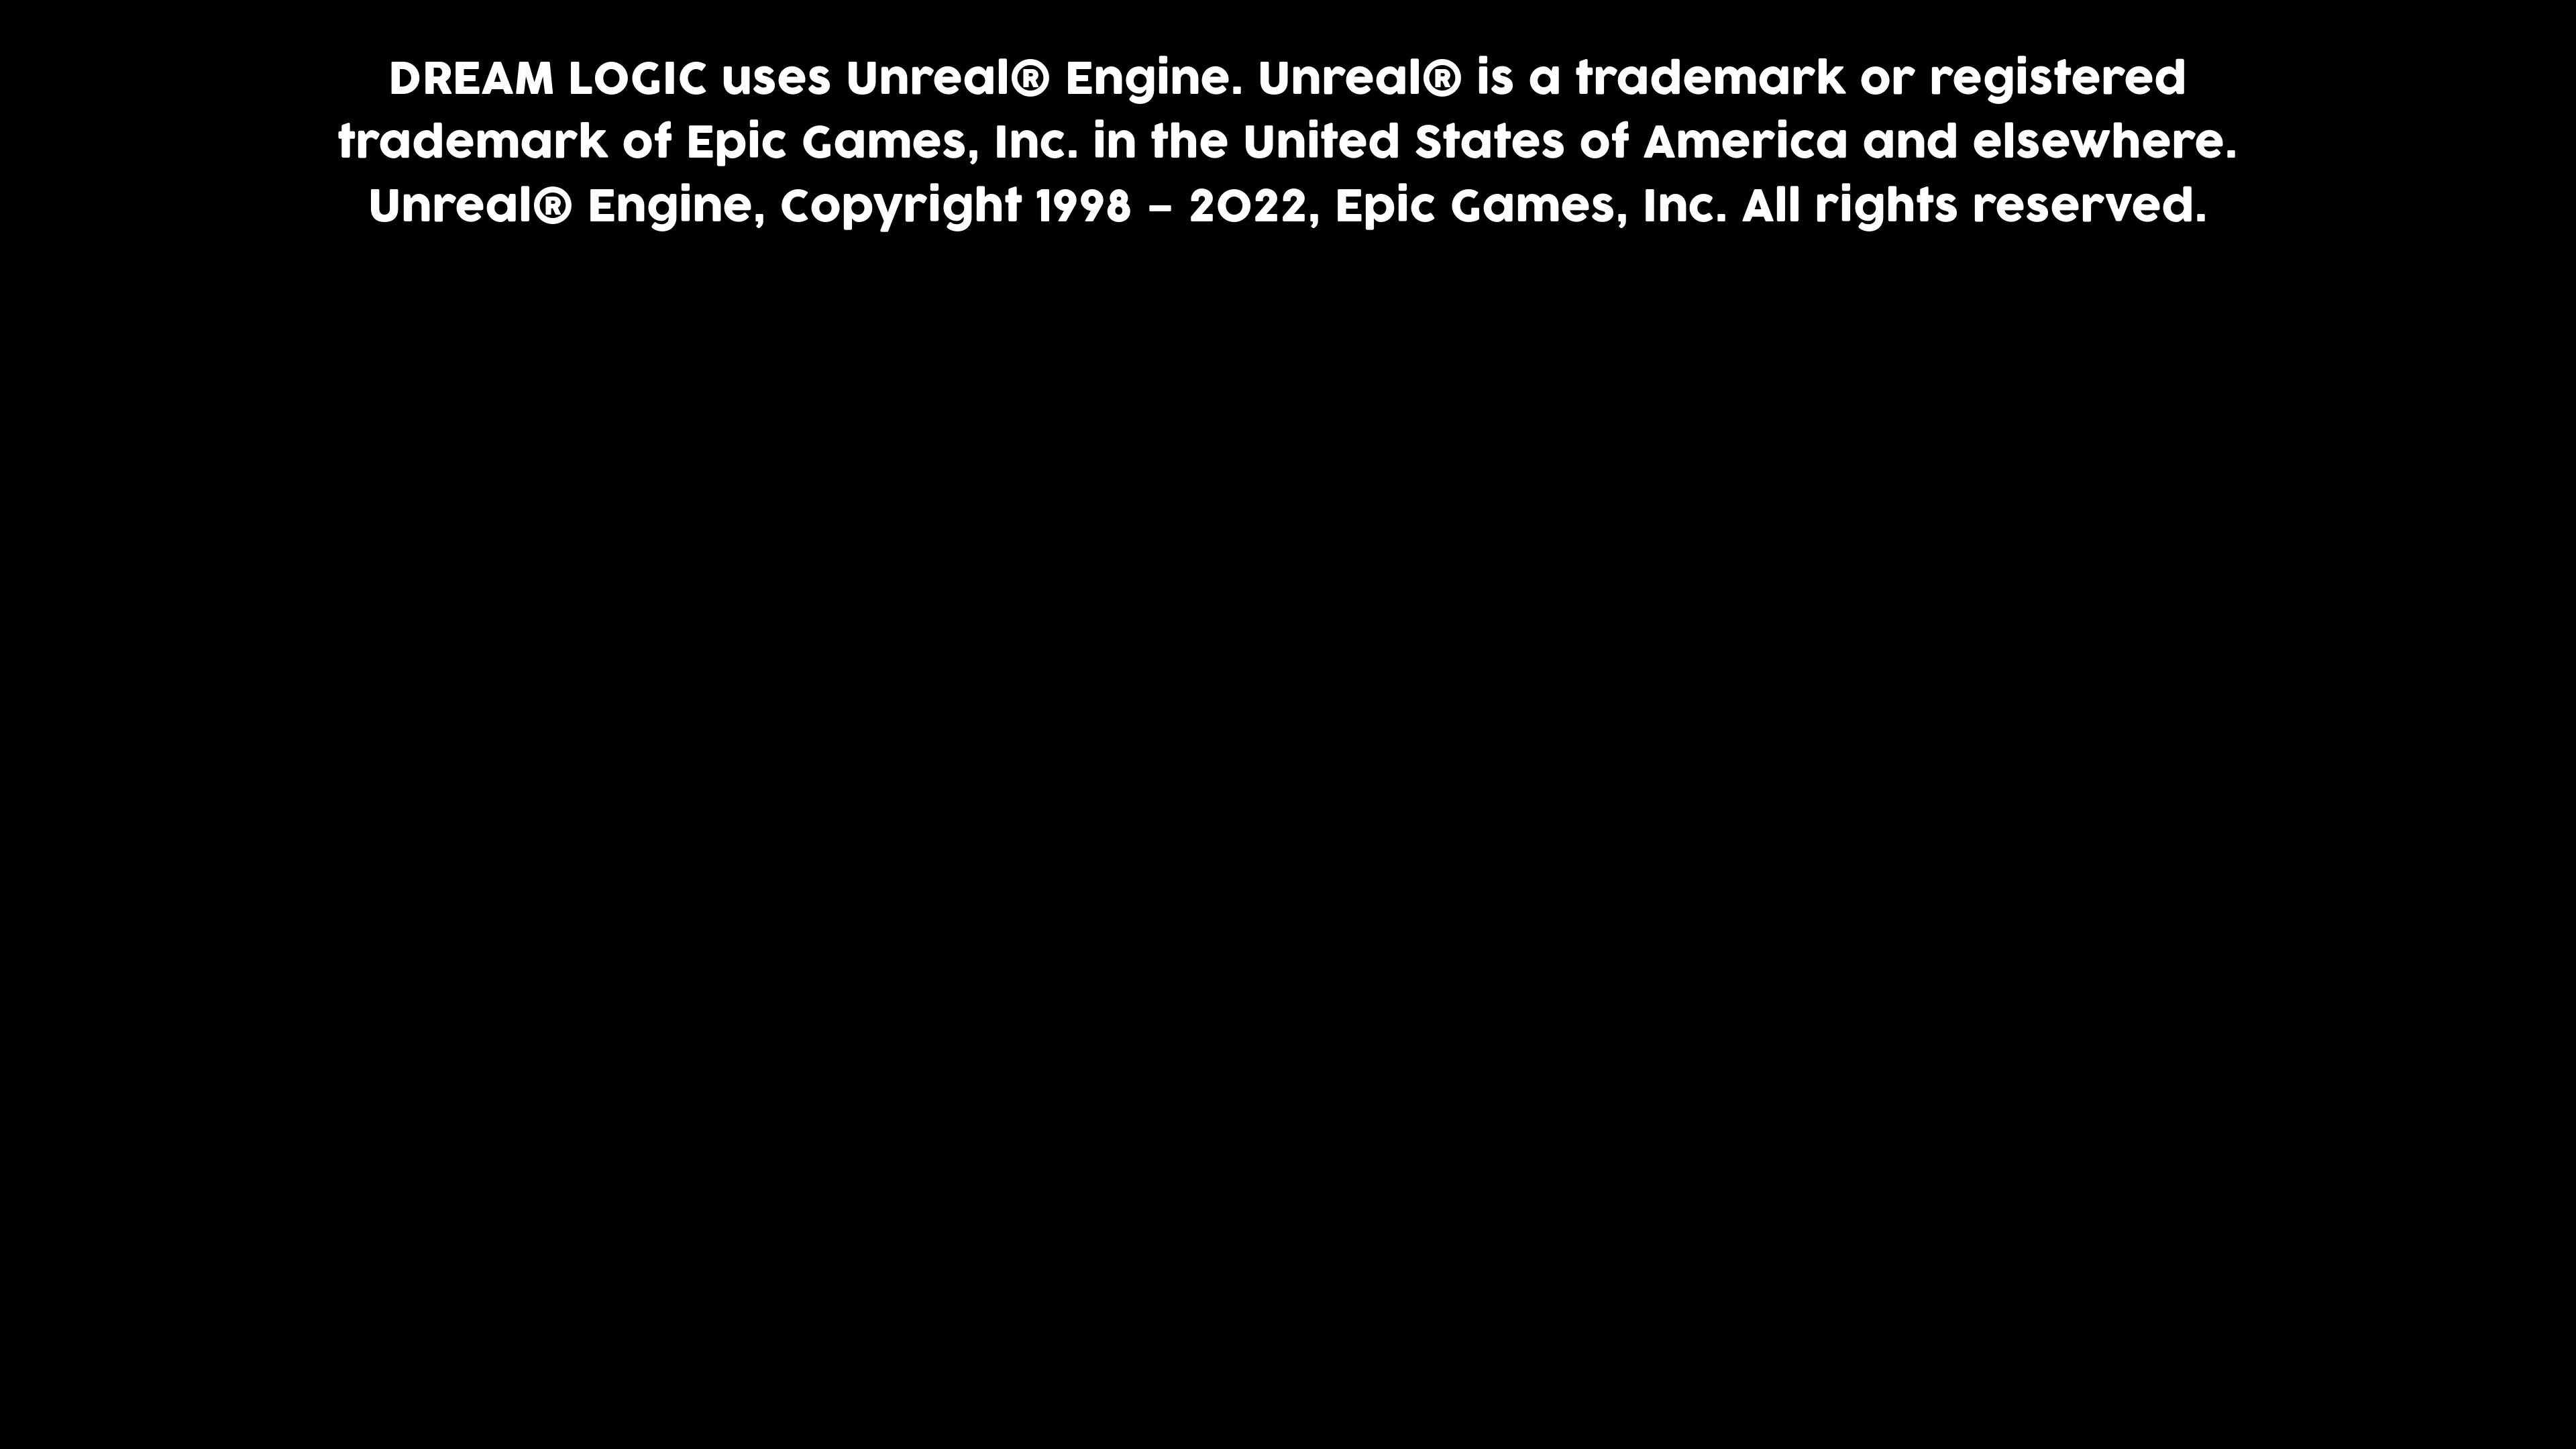 DREAM LOGIC uses Unreal® Engine. Unreal® is a trademark or registered
trademark of Epic Games, Inc. in the United States of America and elsewhere.
Unreal® Engine, Copyright 1998 – 2022, Epic Games, Inc. All rights reserved.